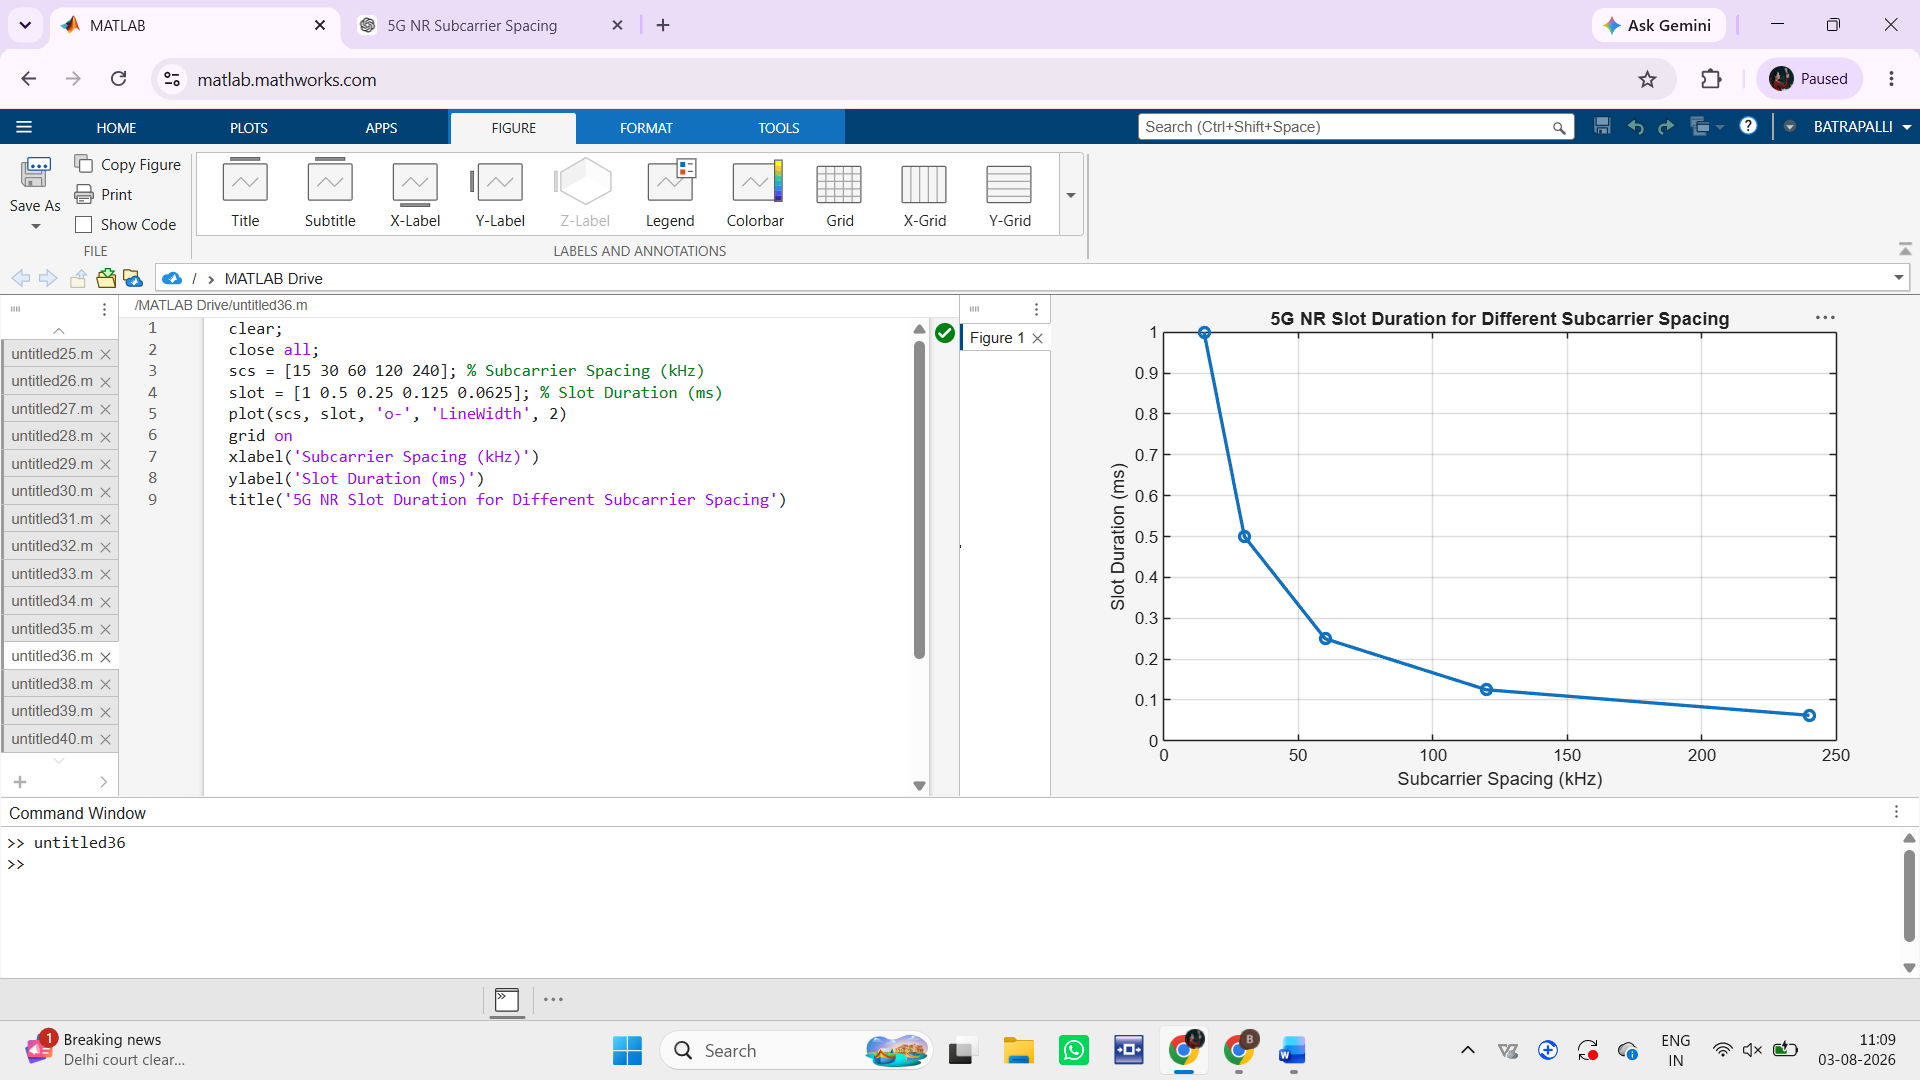 MATLAB
5G NR Subcarrier Spacing
Ask Gemini
matlab.mathworks.com
Paused
HOME
PLOTS
APPS
FIGURE
FORMAT
TOOLS
Search (Ctrl+Shift+Space)
BATRAPALLI
Save As
Copy Figure
Print
Show Code
FILE
Title
Subtitle
X-Label
Y-Label
Z-Label
Legend
Colorbar
Grid
X-Grid
Y-Grid
LABELS AND ANNOTATIONS
/ › MATLAB Drive
/MATLAB Drive/untitled36.m
untitled25.m
untitled26.m
untitled27.m
untitled28.m
untitled29.m
untitled30.m
untitled31.m
untitled32.m
untitled33.m
untitled34.m
untitled35.m
untitled36.m
untitled38.m
untitled39.m
untitled40.m
1 clear;
2 close all;
3 scs = [15 30 60 120 240]; % Subcarrier Spacing (kHz)
4 slot = [1 0.5 0.25 0.125 0.0625]; % Slot Duration (ms)
5 plot(scs, slot, 'o-', 'LineWidth', 2)
6 grid on
7 xlabel('Subcarrier Spacing (kHz)')
8 ylabel('Slot Duration (ms)')
9 title('5G NR Slot Duration for Different Subcarrier Spacing')
Figure 1
5G NR Slot Duration for Different Subcarrier Spacing
1
0.9
0.8
0.7
0.6
0.5
0.4
0.3
0.2
0.1
0
Slot Duration (ms)
0 50 100 150 200 250
Subcarrier Spacing (kHz)
Command Window
>> untitled36
>>
1
Breaking news
Delhi court clear...
Search
B
W
ENG
IN
11:09
03-08-2026